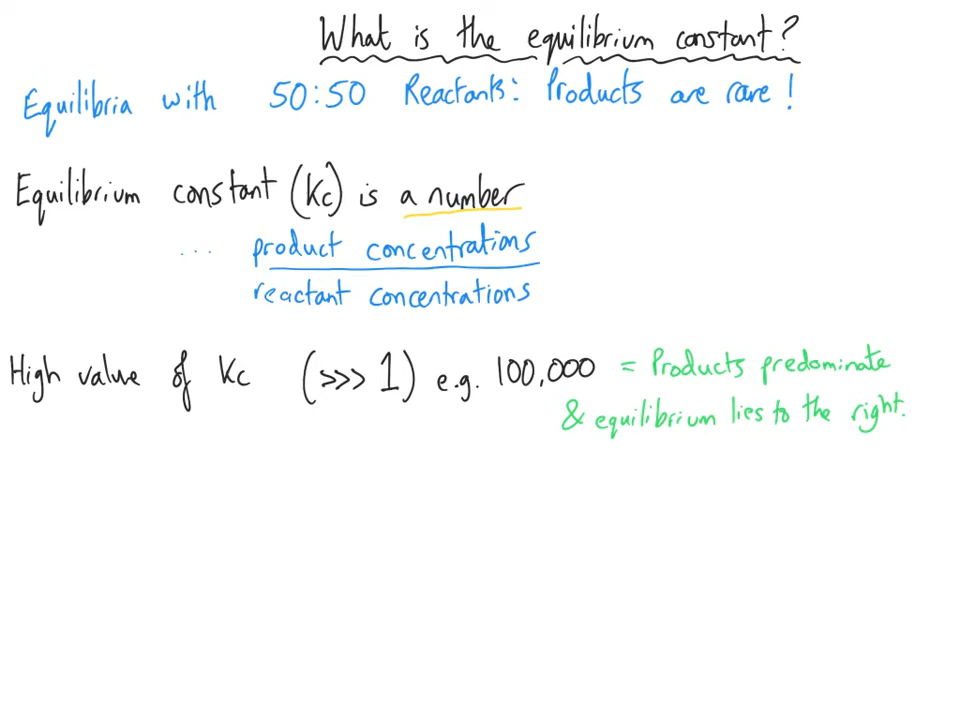 What is the equilibrium constant?
Equilibria with 50:50 Reactants: Products are rare!
Equilibrium constant (Kc) is a number
... product concentrations
reactant concentrations
High value of Kc (>>> 1) e.g. 100,000 = Products predominate
& equilibrium lies to the right.